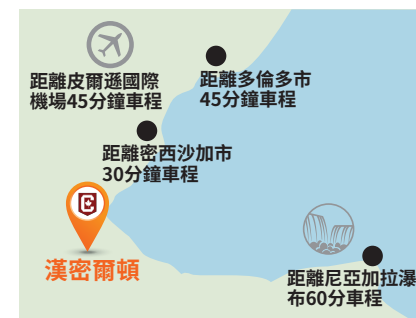 距離皮爾遜國際
機場45分鐘車程
距離多倫多市
45分鐘車程
距離密西沙加市
30分鐘車程
漢密爾頓
距離尼亞加拉瀑
布60分車程